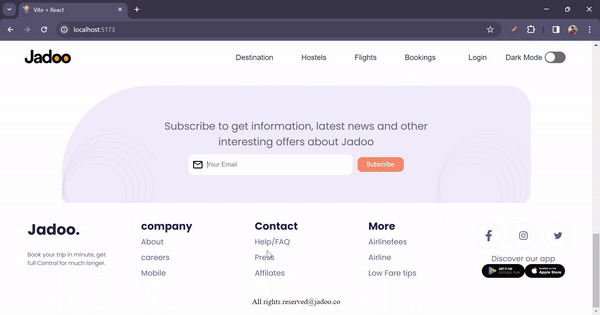 Vite + React
localhost:5173
Jadoo
Destination
Hostels
Flights
Bookings
Login
Dark Mode
Subscribe to get information, latest news and other
interesting offers about Jadoo
Your Email
Subscribe
Jadoo.
Book your trip in minute, get
full Control for much longer.
company
About
careers
Mobile
Contact
Help/FAQ
Press
Affilates
More
Airlinefees
Airline
Low Fare tips
Discover our app
GET IT ON
GOOGLE PLAY
Available on the
Apple Store
All rights reserved@jadoo.co